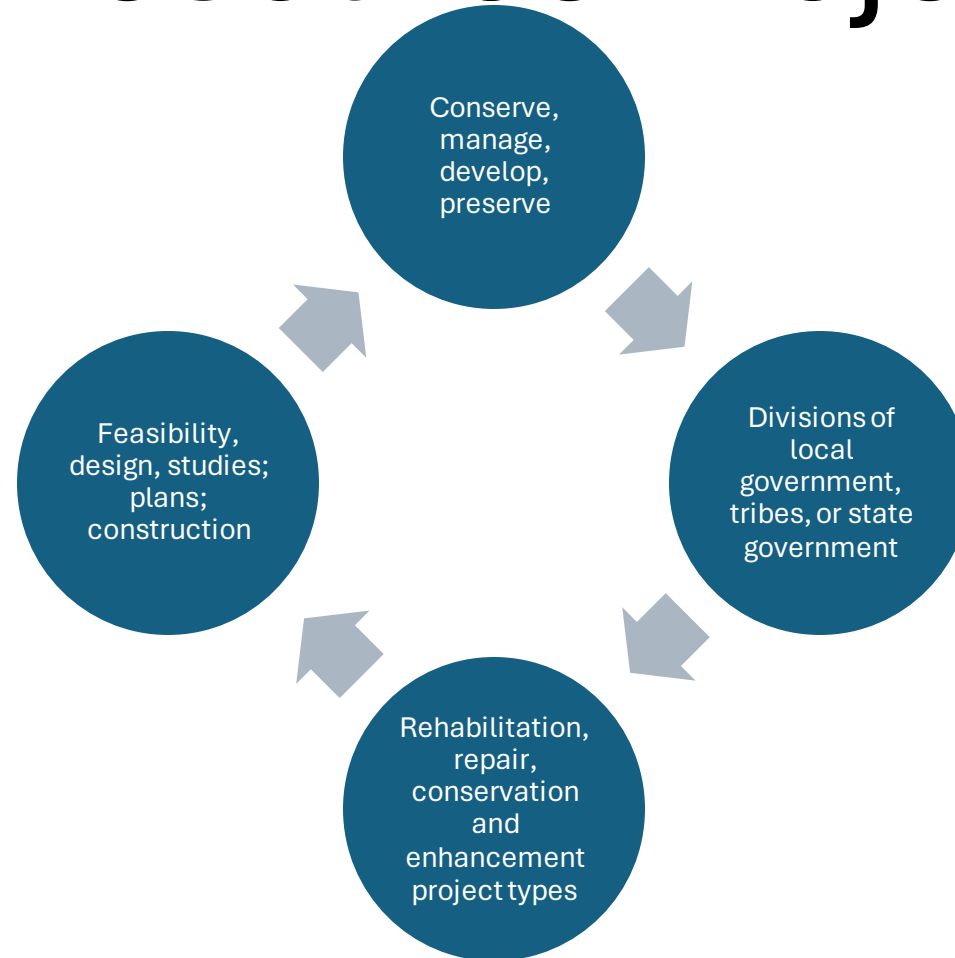 Conserve,
manage,
develop,
preserve
Divisions of
local
government,
tribes, or state
government
Rehabilitation,
repair,
conservation
and
enhancement
project types
Feasibility,
design, studies;
plans;
construction